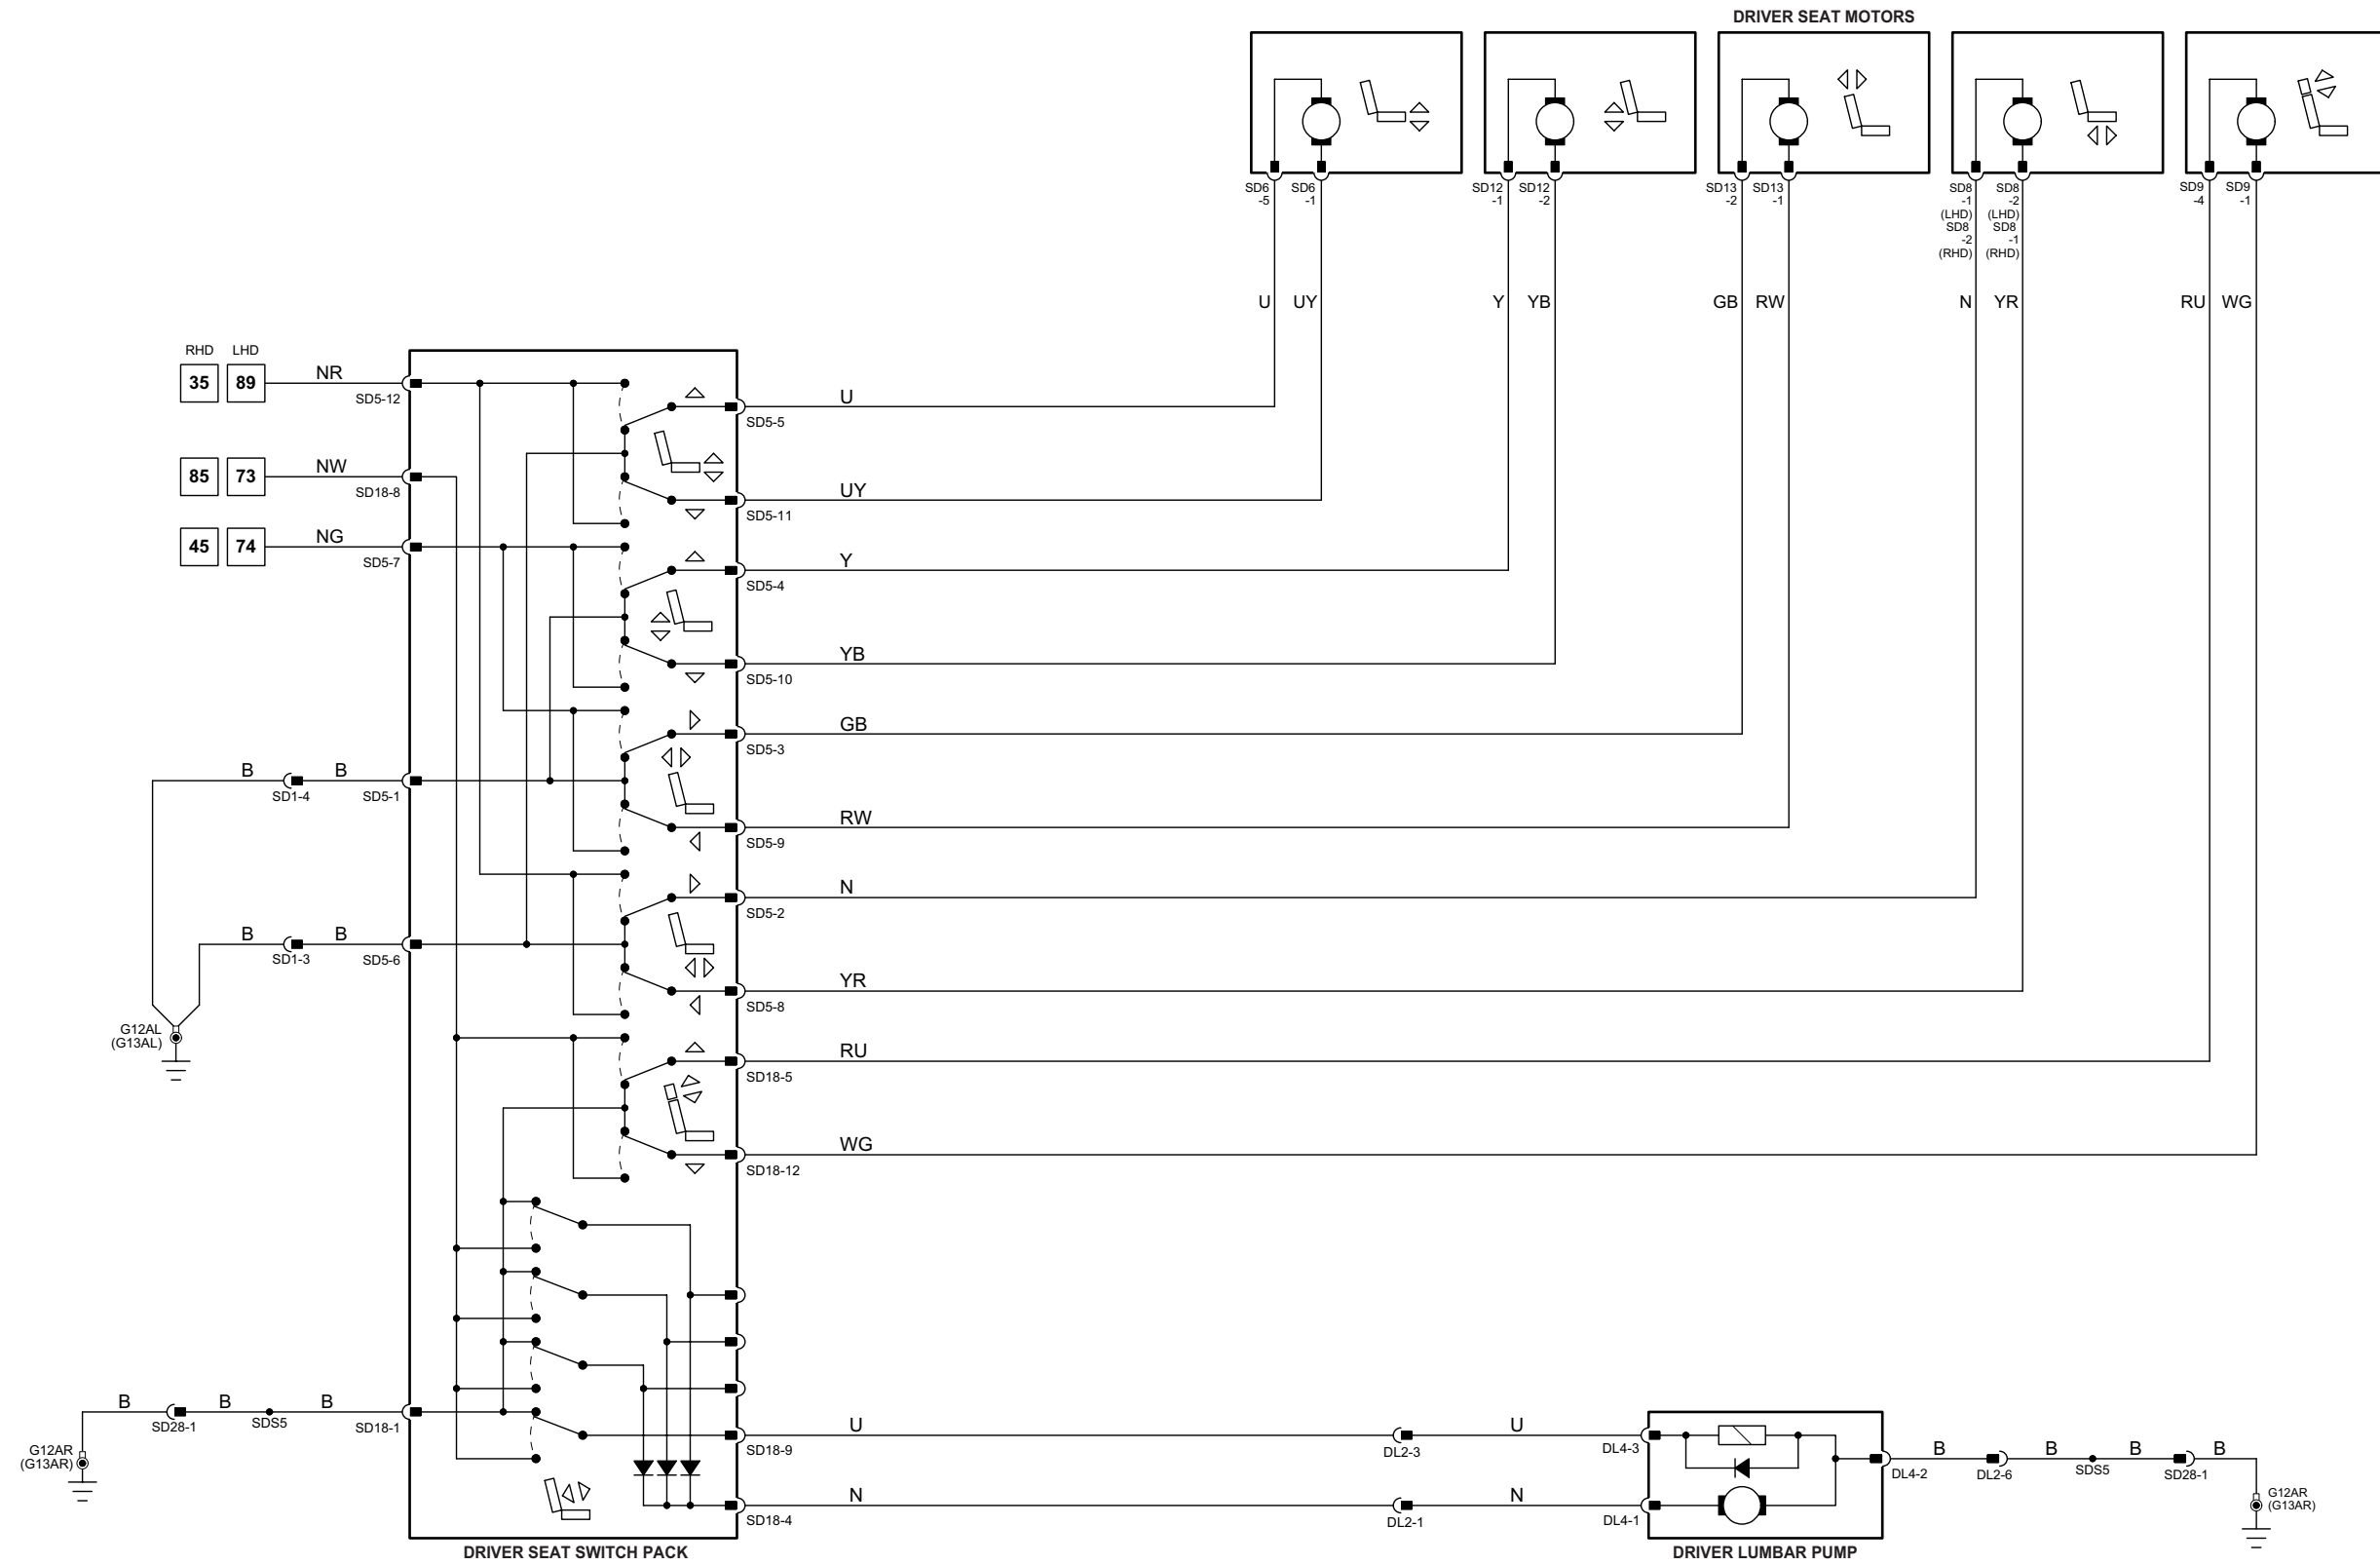 DRIVER SEAT MOTORS
SD6 -5
SD6 -1
SD12 -1
SD12 -2
SD13 -2
SD13 -1
SD8 -1 (LHD) SD8 -2 (RHD)
SD8 -2 (LHD) SD8 -1 (RHD)
SD9 -4
SD9 -1
U UY Y YB GB RW N YR RU WG
RHD LHD
35 89 NR SD5-12
85 73 NW SD18-8
45 74 NG SD5-7
U
SD5-5
UY
SD5-11
Y
SD5-4
YB
SD5-10
GB
SD5-3
B B
SD1-4 SD5-1
RW
SD5-9
N
SD5-2
B B
SD1-3 SD5-6
YR
SD5-8
G12AL
(G13AL)
RU
SD18-5
WG
SD18-12
B B B
SD28-1 SDS5 SD18-1
G12AR
(G13AR)
U U
SD18-9 DL2-3 DL4-3
B B B B
DL4-2 DL2-6 SDS5 SD28-1
N N
SD18-4 DL2-1 DL4-1
G12AR
(G13AR)
DRIVER SEAT SWITCH PACK
DRIVER LUMBAR PUMP